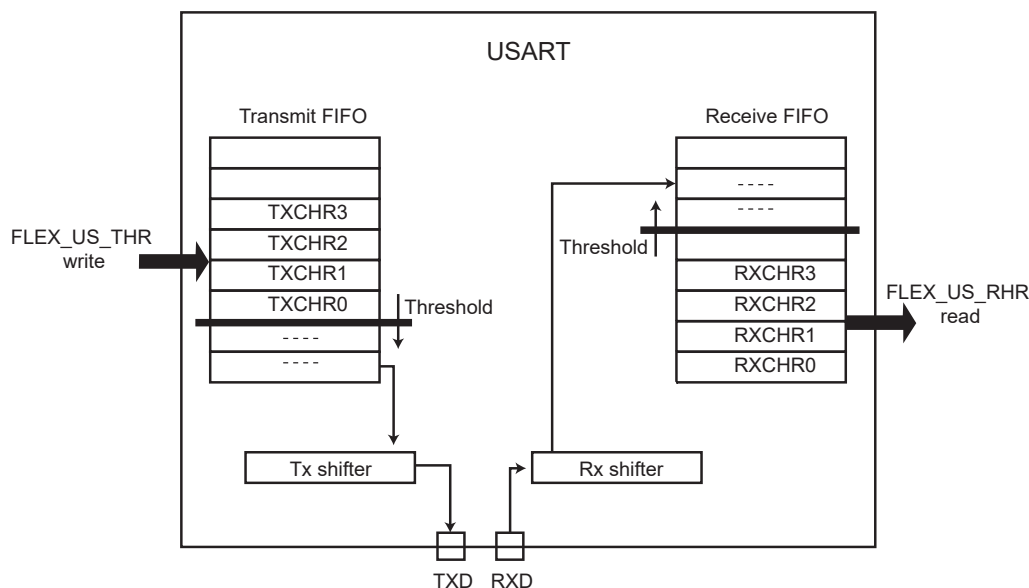 USART
Transmit FIFO
Receive FIFO
- - - -
TXCHR3
- - - -
FLEX_US_THR
write
TXCHR2
Threshold
TXCHR1
RXCHR3
FLEX_US_RHR
read
TXCHR0
Threshold
RXCHR2
- - - -
RXCHR1
- - - -
RXCHR0
Tx shifter
Rx shifter
TXD
RXD